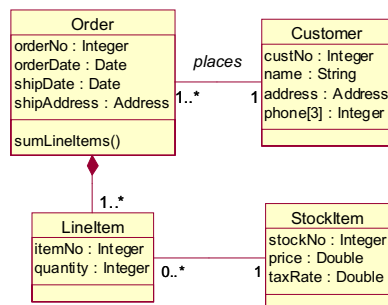 Order
orderNo : Integer
orderDate : Date
shipDate : Date
shipAddress : Address
sumLineItems()
places
1..*
1
Customer
custNo : Integer
name : String
address : Address
phone[3] : Integer
1..*
LineItem
itemNo : Integer
quantity : Integer
0..*
1
StockItem
stockNo : Integer
price : Double
taxRate : Double